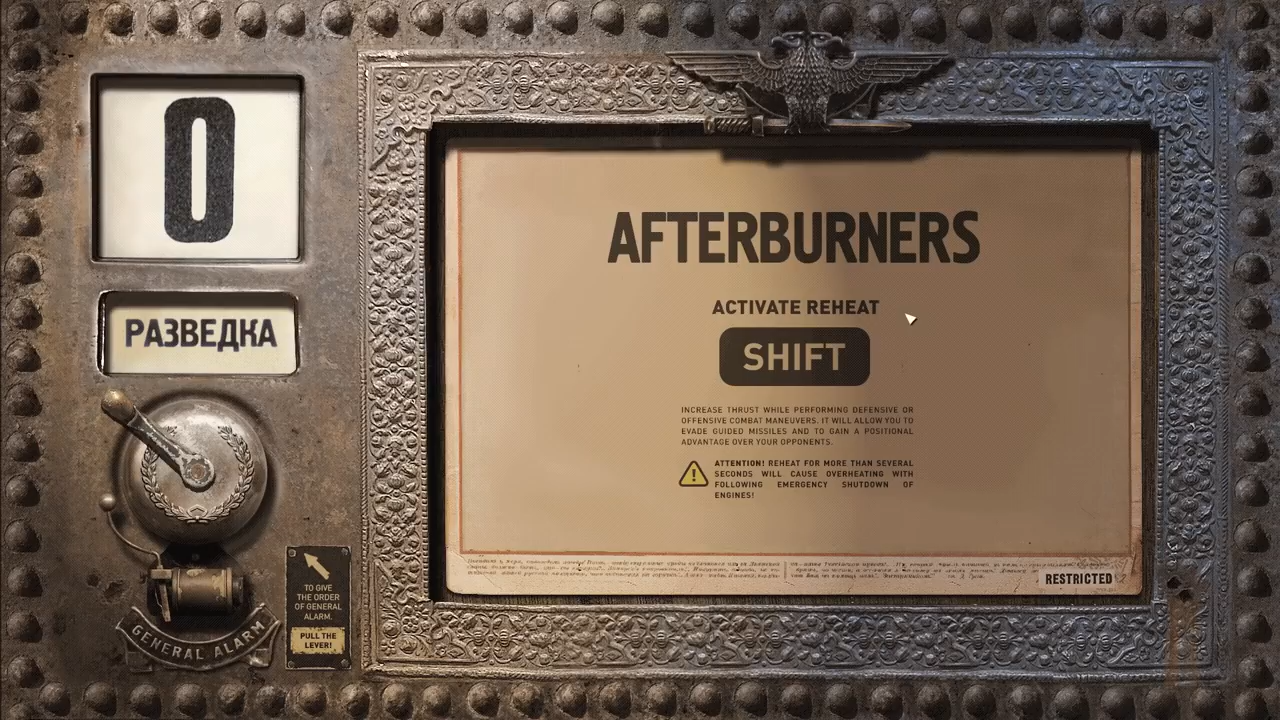 0
РАЗВЕДКА
GENERAL ALARM
TO GIVE
THE ORDER
OF GENERAL
ALARM.
PULL THE
LEVER!
AFTERBURNERS
ACTIVATE REHEAT
SHIFT
INCREASE THRUST WHILE PERFORMING DEFENSIVE OR
OFFENSIVE COMBAT MANEUVERS. IT WILL ALLOW YOU TO
EVADE GUIDED MISSILES AND TO GAIN A POSITIONAL
ADVANTAGE OVER YOUR OPPONENTS.
ATTENTION! REHEAT FOR MORE THAN SEVERAL
SECONDS WILL CAUSE OVERHEATING WITH
FOLLOWING EMERGENCY SHUTDOWN OF
ENGINES!
RESTRICTED